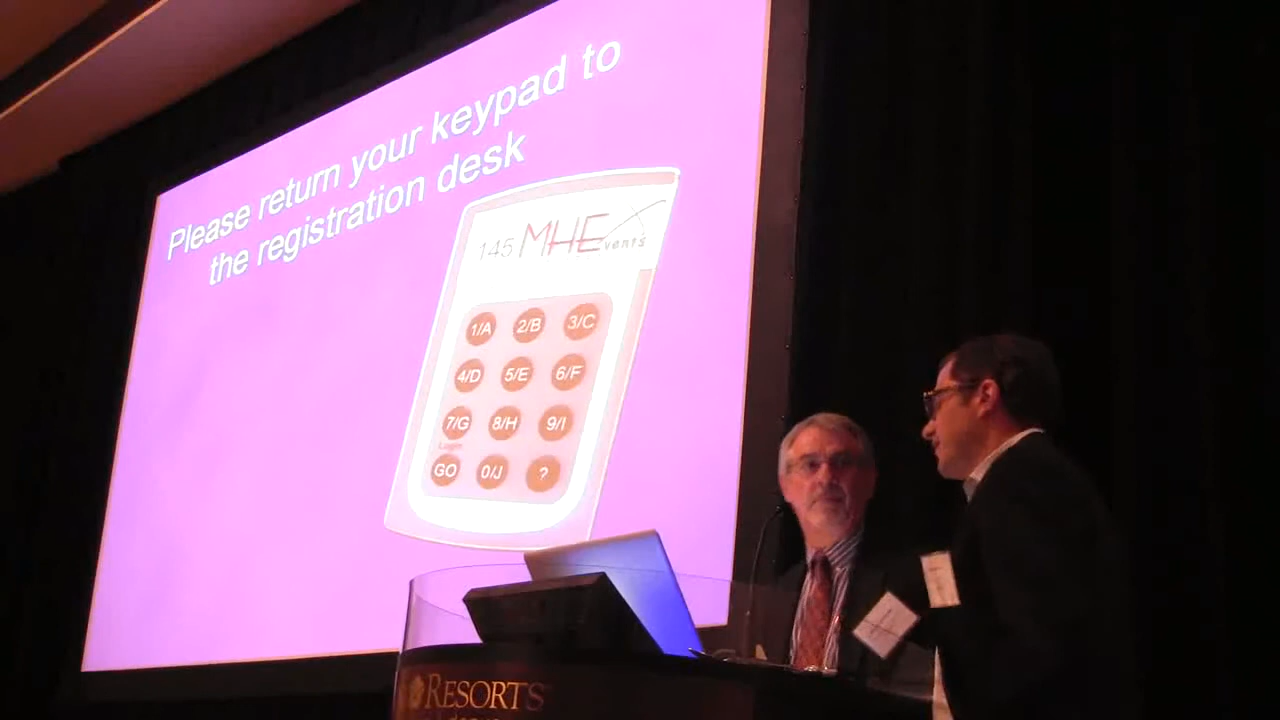 Please return your keypad to
the registration desk
145 MHEvents
1/A 2/B 3/C
4/D 5/E 6/F
7/G 8/H 9/I
Login
GO 0/J ?
RESORTS